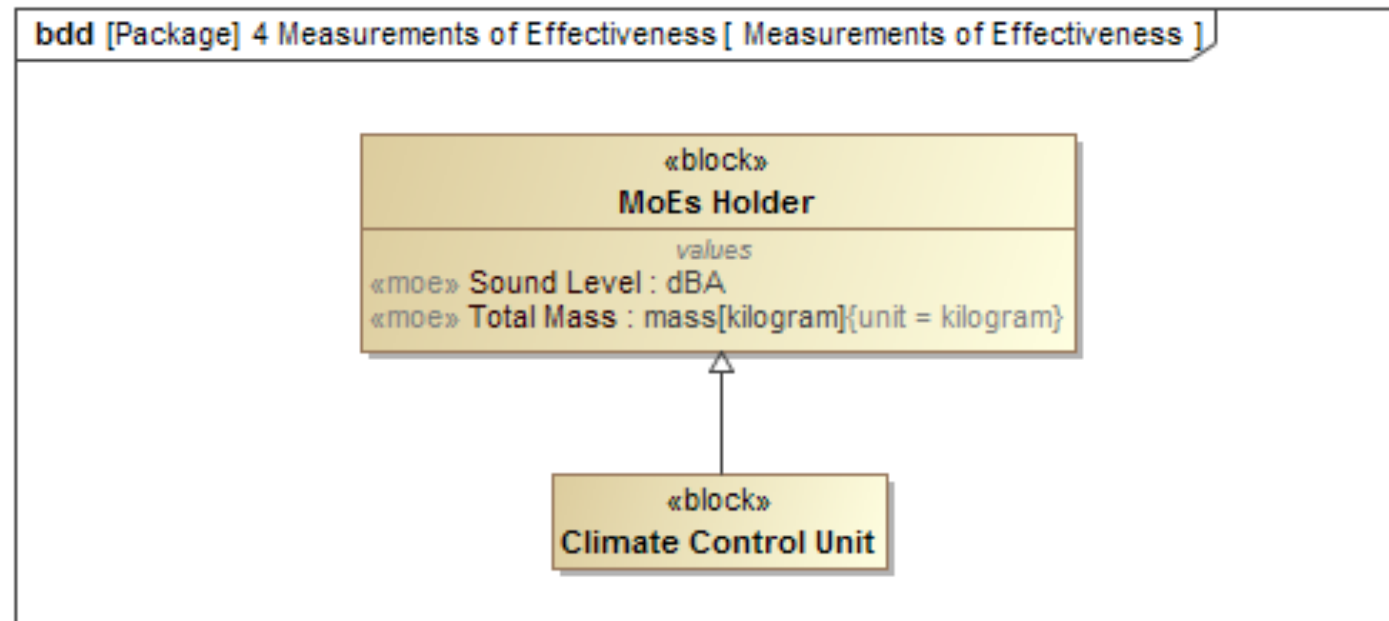 bdd [Package] 4 Measurements of Effectiveness [ Measurements of Effectiveness ]
«block»
MoEs Holder
values
«moe» Sound Level : dBA
«moe» Total Mass : mass[kilogram]{unit = kilogram}
«block»
Climate Control Unit